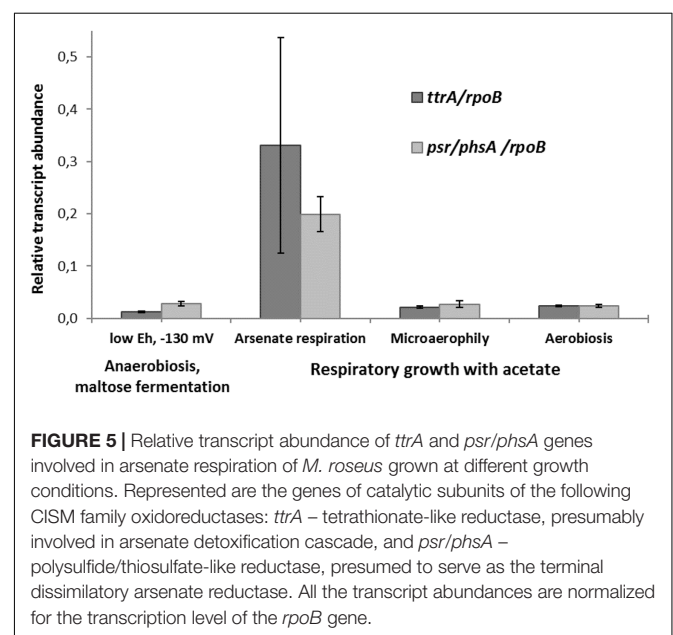 Relative transcript abundance
0,5
0,4
0,3
0,2
0,1
0,0
ttrA/rpoB
psr/phsA /rpoB
low Eh, -130 mV
Arsenate respiration
Microaerophily
Aerobiosis
Anaerobiosis,
maltose fermentation
Respiratory growth with acetate
FIGURE 5 | Relative transcript abundance of ttrA and psr/phsA genes
involved in arsenate respiration of M. roseus grown at different growth
conditions. Represented are the genes of catalytic subunits of the following
CISM family oxidoreductases: ttrA – tetrathionate-like reductase, presumably
involved in arsenate detoxification cascade, and psr/phsA –
polysulfide/thiosulfate-like reductase, presumed to serve as the terminal
dissimilatory arsenate reductase. All the transcript abundances are normalized
for the transcription level of the rpoB gene.